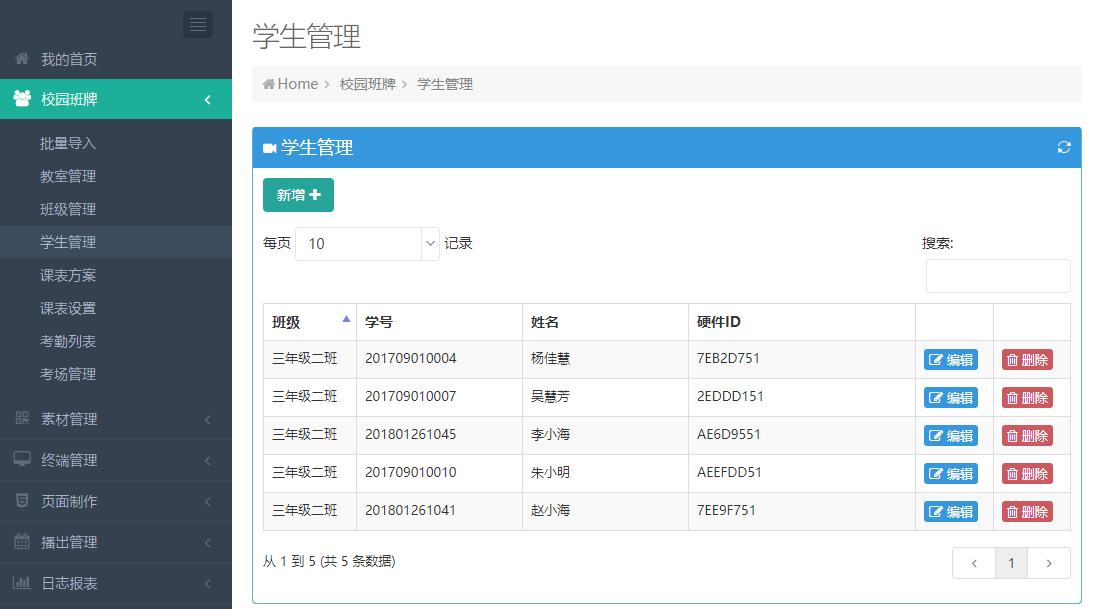 我的首页
校园班牌
批量导入
教室管理
班级管理
学生管理
课表方案
课表设置
考勤列表
考场管理
素材管理
终端管理
页面制作
播出管理
日志报表
学生管理
Home 校园班牌 学生管理
学生管理
新增
每页 10 记录
搜索:
班级 学号 姓名 硬件ID
三年级二班 201709010004 杨佳慧 7EB2D751 编辑 删除
三年级二班 201709010007 吴慧芳 2EDDD151 编辑 删除
三年级二班 201801261045 李小海 AE6D9551 编辑 删除
三年级二班 201709010010 朱小明 AEEFDD51 编辑 删除
三年级二班 201801261041 赵小海 7EE9F751 编辑 删除
从 1 到 5 (共 5 条数据)
1